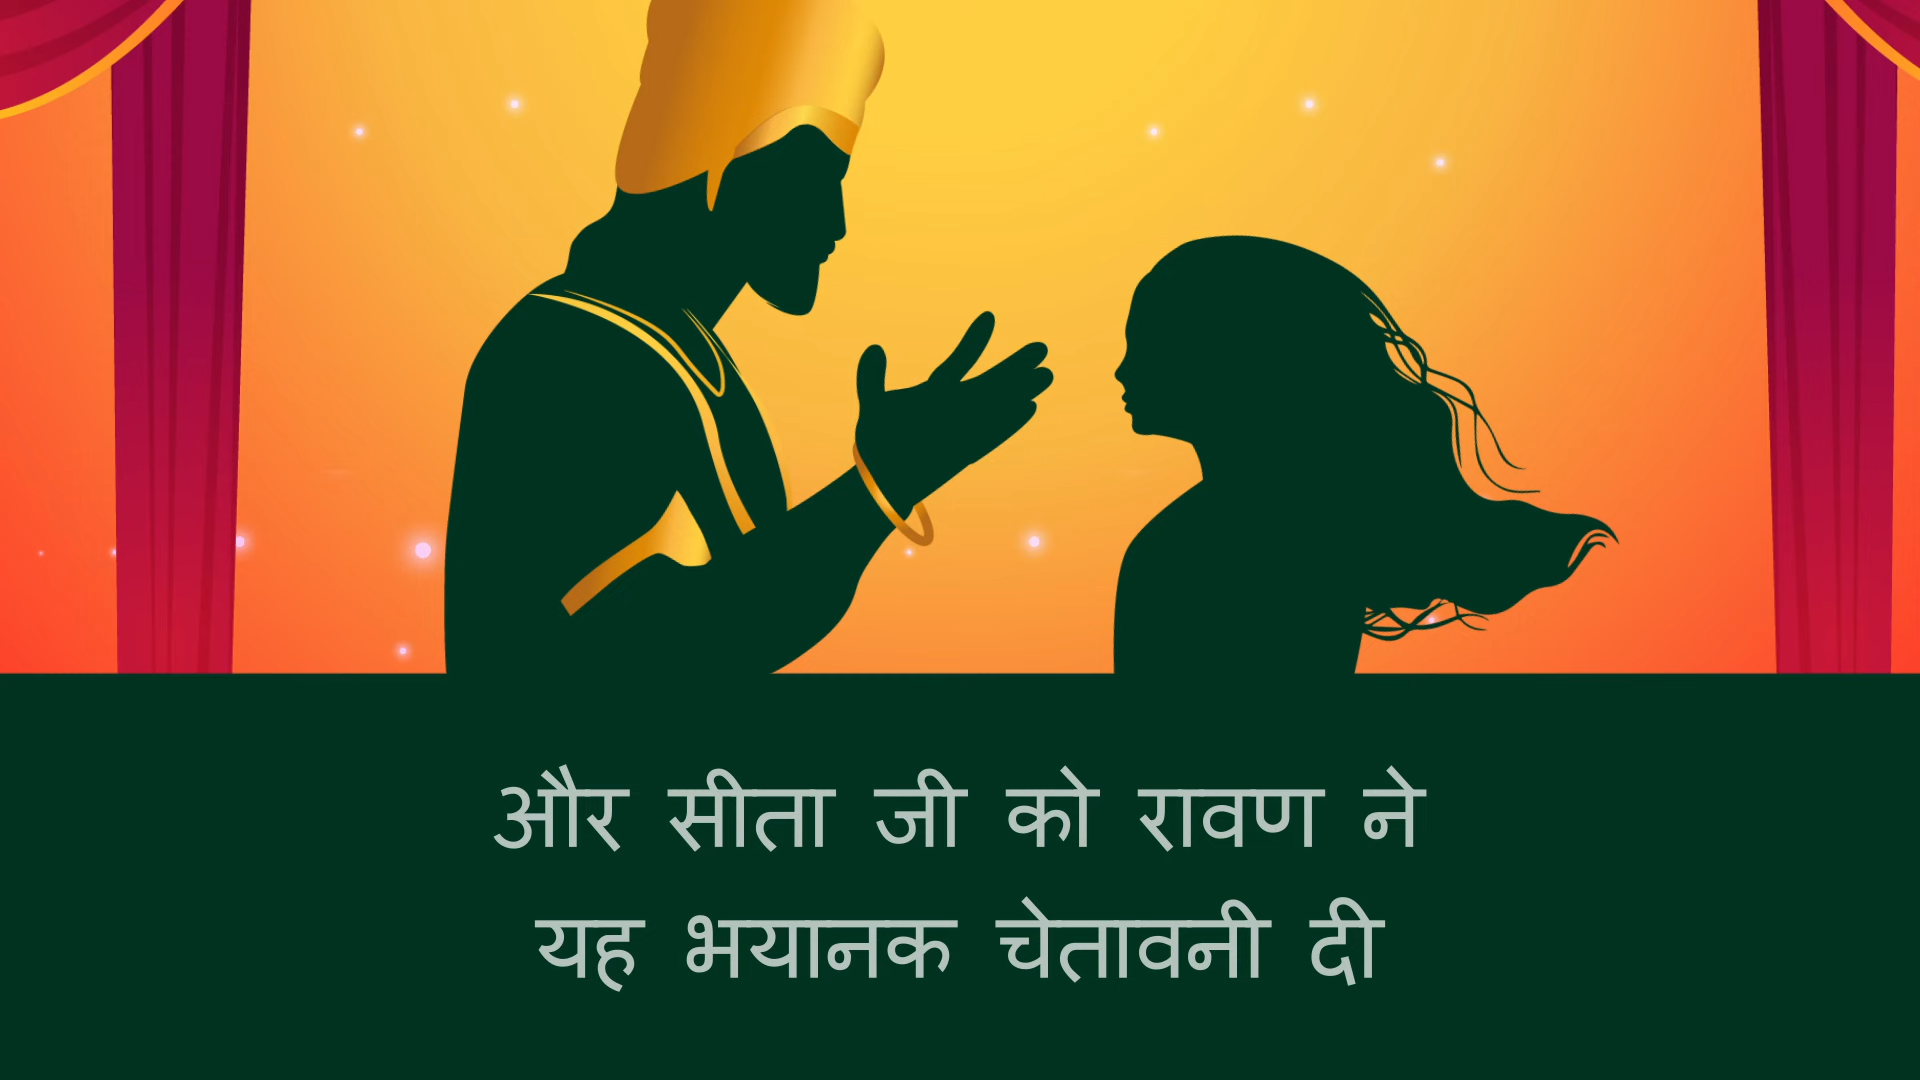 और सीता जी को रावण ने
यह भयानक चेतावनी दी